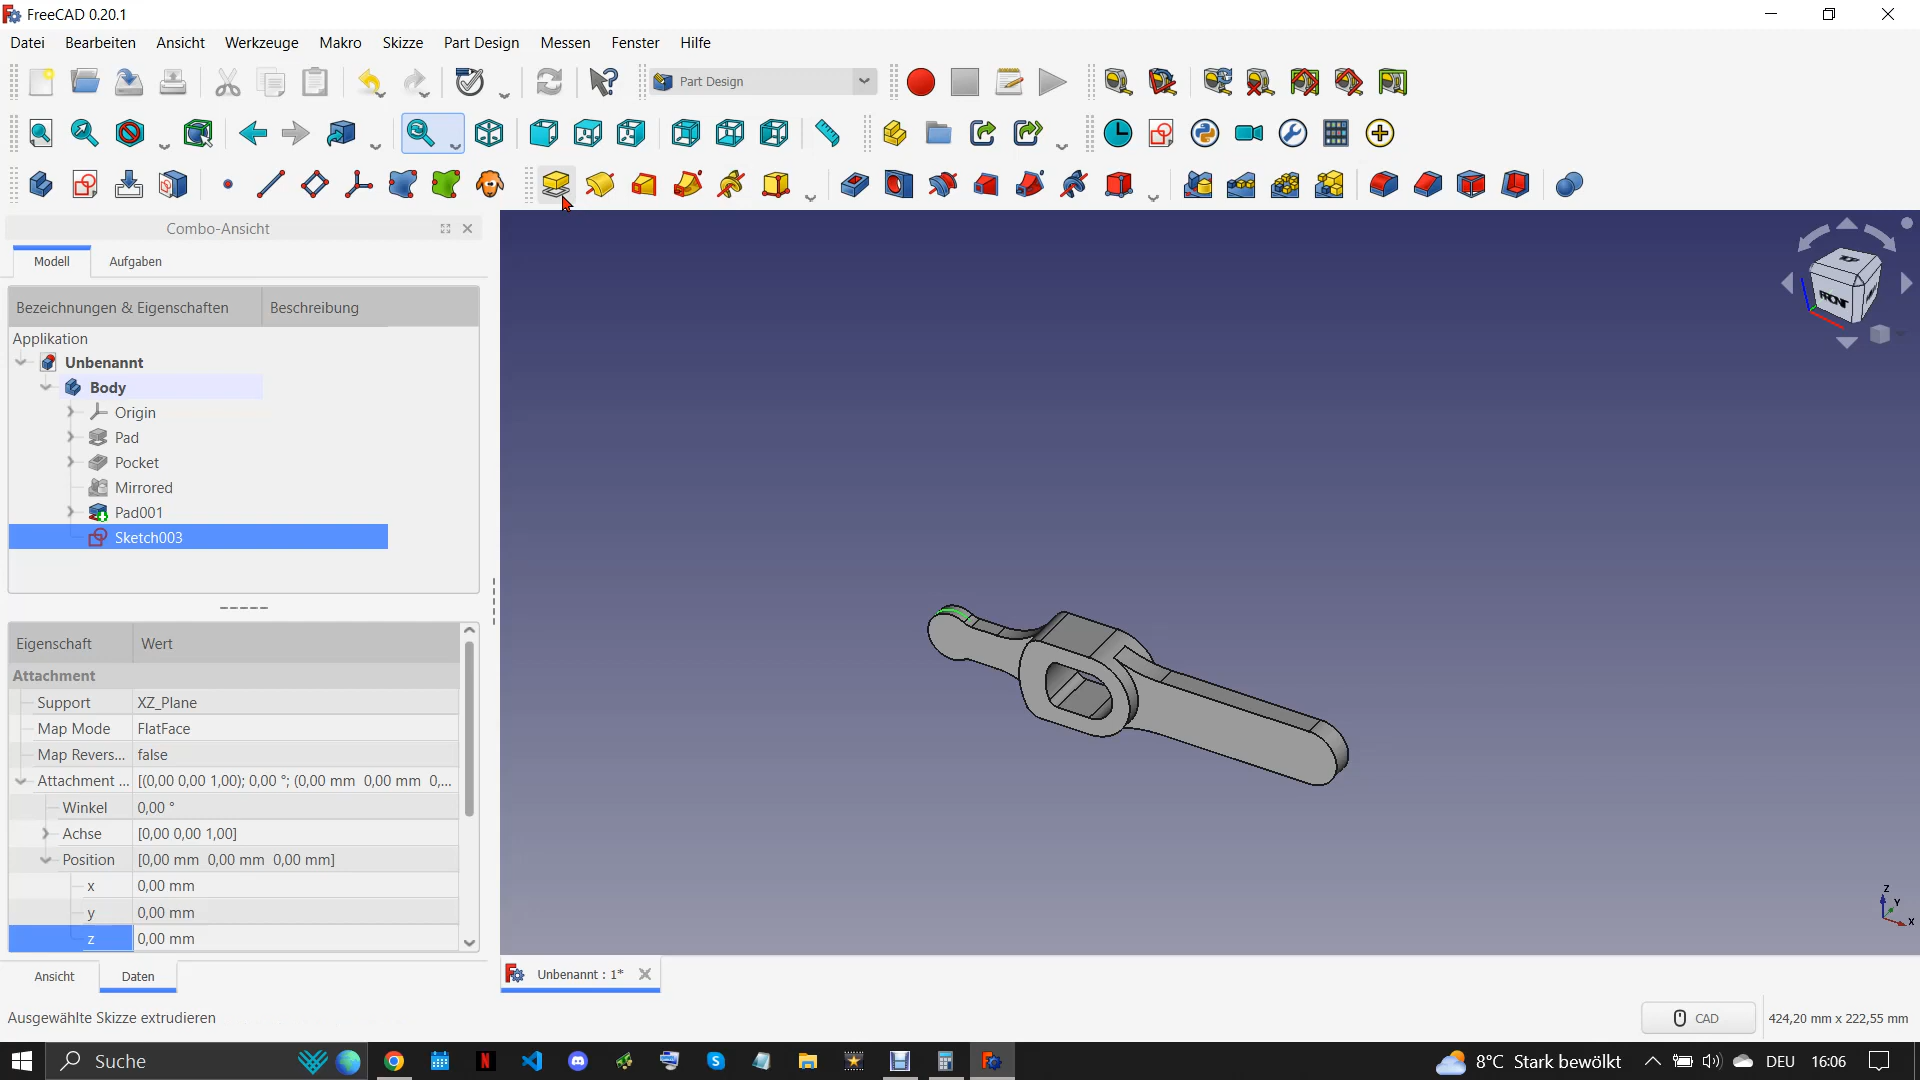 FreeCAD 0.20.1
Datei Bearbeiten Ansicht Werkzeuge Makro Skizze Part Design Messen Fenster Hilfe
Part Design
Combo-Ansicht
Modell Aufgaben
Bezeichnungen & Eigenschaften Beschreibung
Applikation
Unbenannt
Body
Origin
Pad
Pocket
Mirrored
Pad001
Sketch003
Eigenschaft Wert
Attachment
Support XZ_Plane
Map Mode FlatFace
Map Revers... false
Attachment ... [(0,00 0,00 1,00); 0,00 °; (0,00 mm 0,00 mm 0,...
Winkel 0,00 °
Achse [0,00 0,00 1,00]
Position [0,00 mm 0,00 mm 0,00 mm]
x 0,00 mm
y 0,00 mm
z 0,00 mm
Ansicht Daten
TOP
FRONT
Z
Y
X
Unbenannt : 1*
Ausgewählte Skizze extrudieren
CAD 424,20 mm x 222,55 mm
Suche
8°C Stark bewölkt DEU 16:06